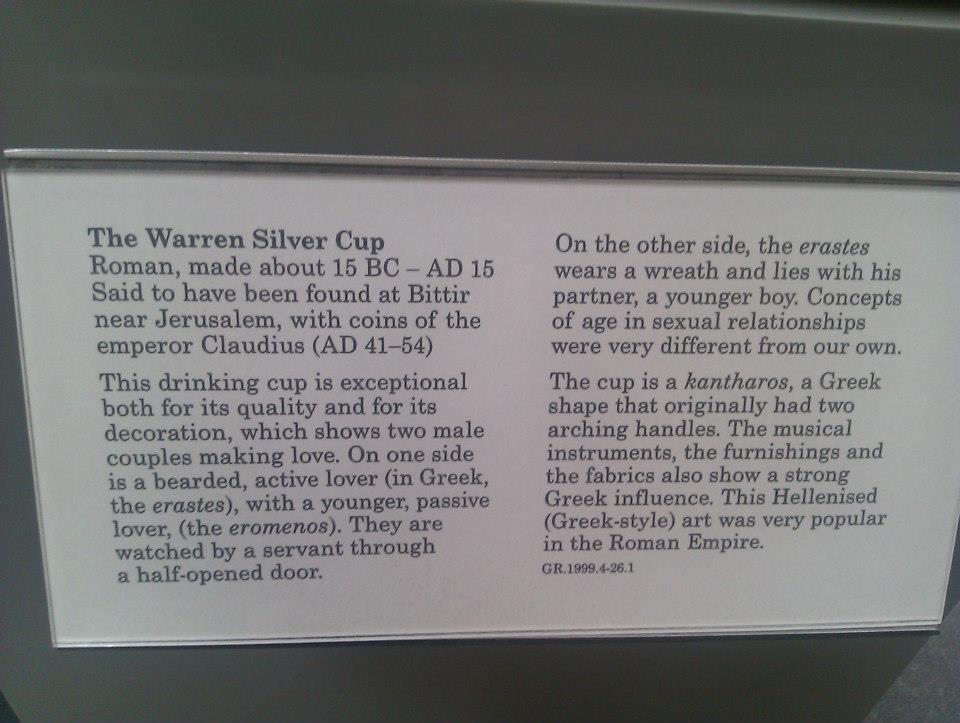 The Warren Silver Cup
Roman, made about 15 BC – AD 15
Said to have been found at Bittir
near Jerusalem, with coins of the
emperor Claudius (AD 41–54)
This drinking cup is exceptional
both for its quality and for its
decoration, which shows two male
couples making love. On one side
is a bearded, active lover (in Greek,
the erastes), with a younger, passive
lover, (the eromenos). They are
watched by a servant through
a half-opened door.
On the other side, the erastes
wears a wreath and lies with his
partner, a younger boy. Concepts
of age in sexual relationships
were very different from our own.
The cup is a kantharos, a Greek
shape that originally had two
arching handles. The musical
instruments, the furnishings and
the fabrics also show a strong
Greek influence. This Hellenised
(Greek-style) art was very popular
in the Roman Empire.
GR.1999.4-26.1